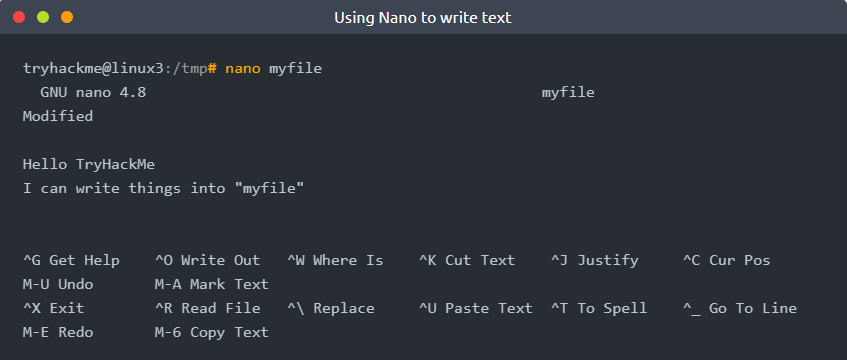 Using Nano to write text
tryhackme@linux3:/tmp# nano myfile
GNU nano 4.8 myfile
Modified
Hello TryHackMe
I can write things into "myfile"
^G Get Help ^O Write Out ^W Where Is ^K Cut Text ^J Justify ^C Cur Pos
M-U Undo M-A Mark Text
^X Exit ^R Read File ^\ Replace ^U Paste Text ^T To Spell ^_ Go To Line
M-E Redo M-6 Copy Text